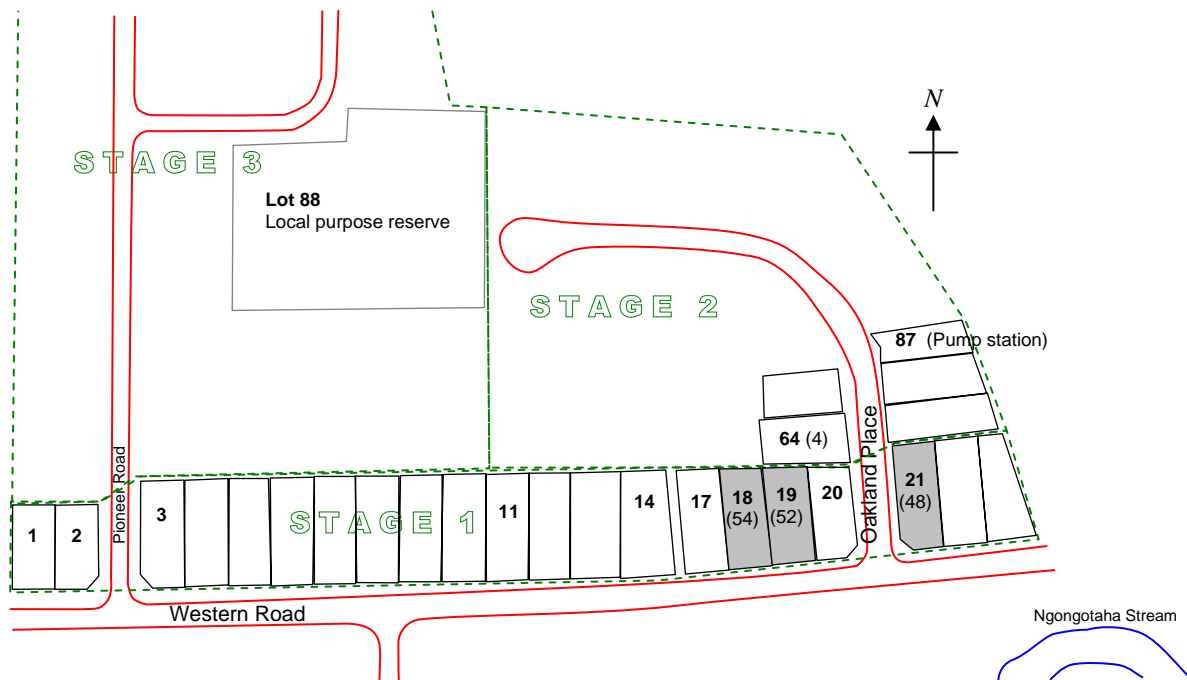 N
STAGE 3
Lot 88
Local purpose reserve
STAGE 2
87 (Pump station)
64 (4)
Oakland Place
Pioneer Road
1
2
3
STAGE 1
11
14
17
18
(54)
19
(52)
20
21
(48)
Western Road
Ngongotaha Stream